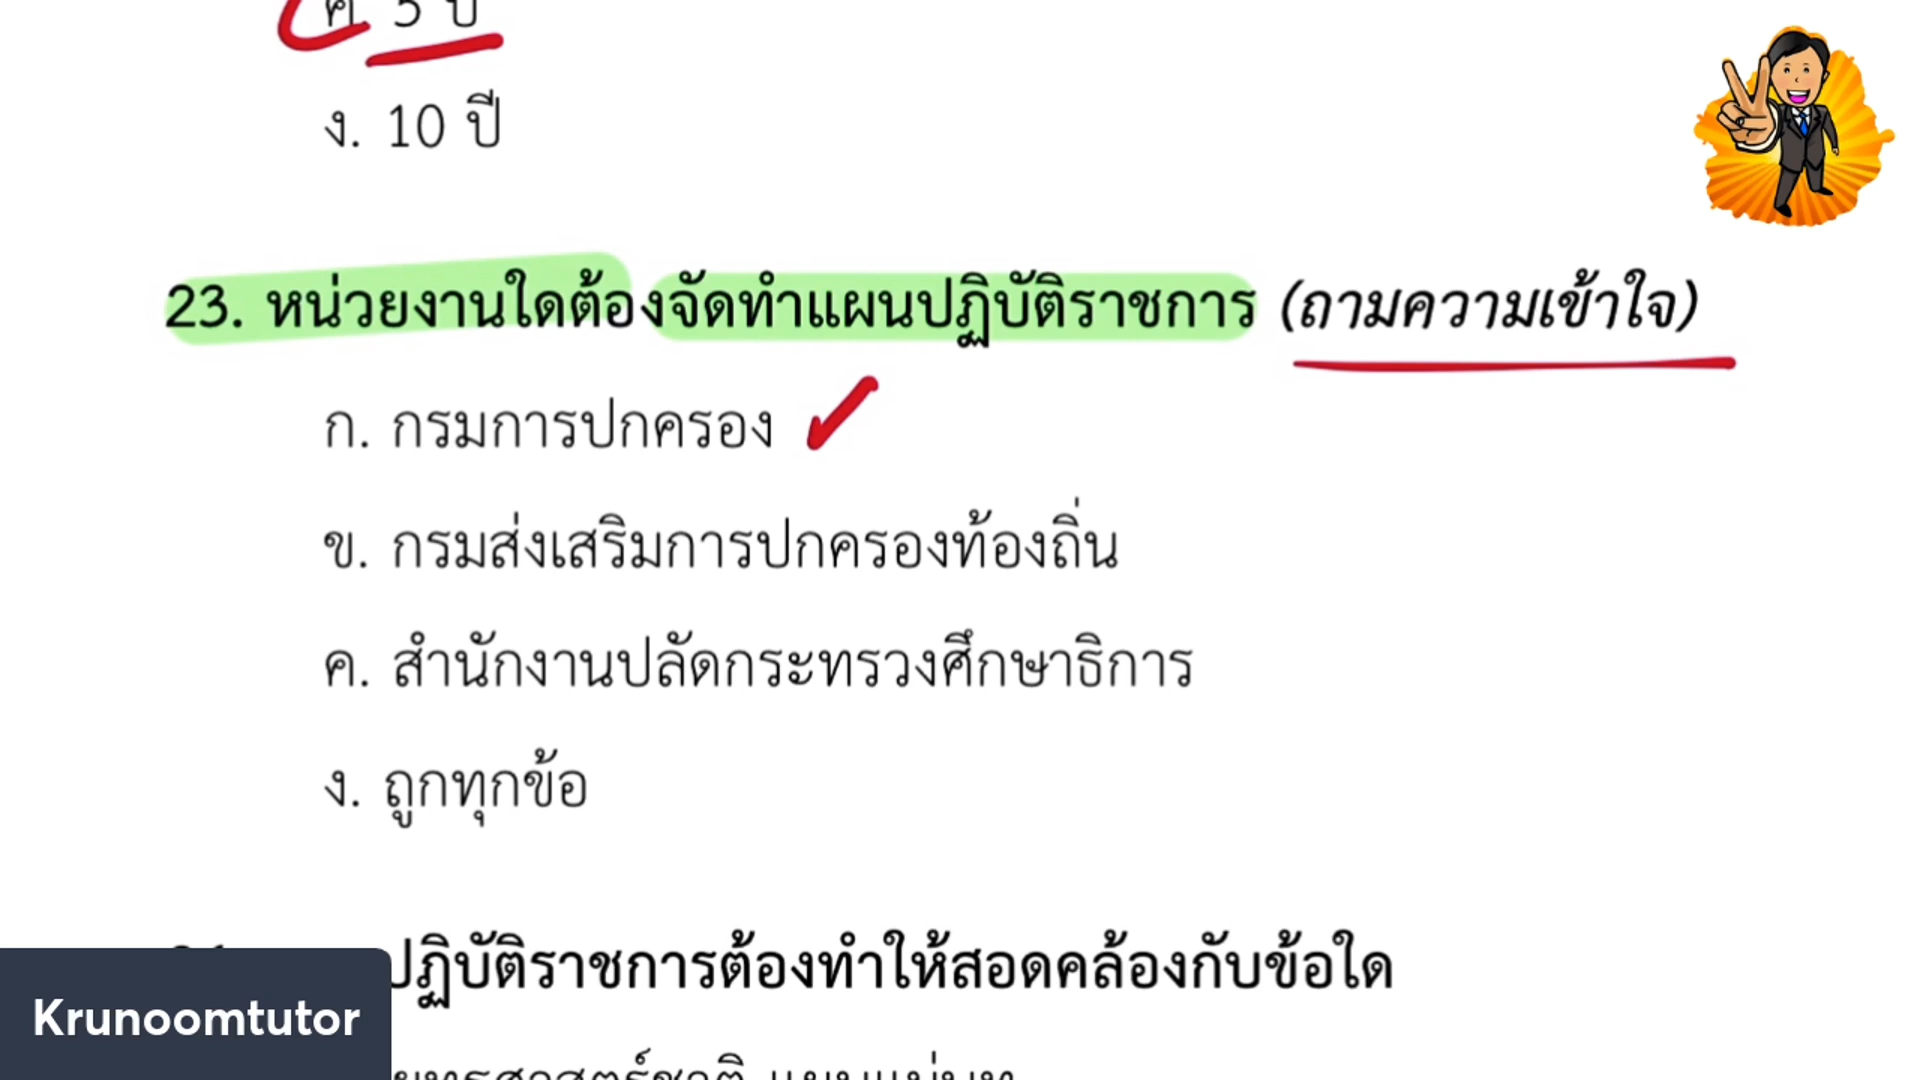 ค 5 ปี
ง. 10 ปี
23. หน่วยงานใดต้องจัดทำแผนปฏิบัติราชการ (ถามความเข้าใจ)
ก. กรมการปกครอง
ข. กรมส่งเสริมการปกครองท้องถิ่น
ค. สำนักงานปลัดกระทรวงศึกษาธิการ
ง. ถูกทุกข้อ
ปฏิบัติราชการต้องทำให้สอดคล้องกับข้อใด
Krunoomtutor